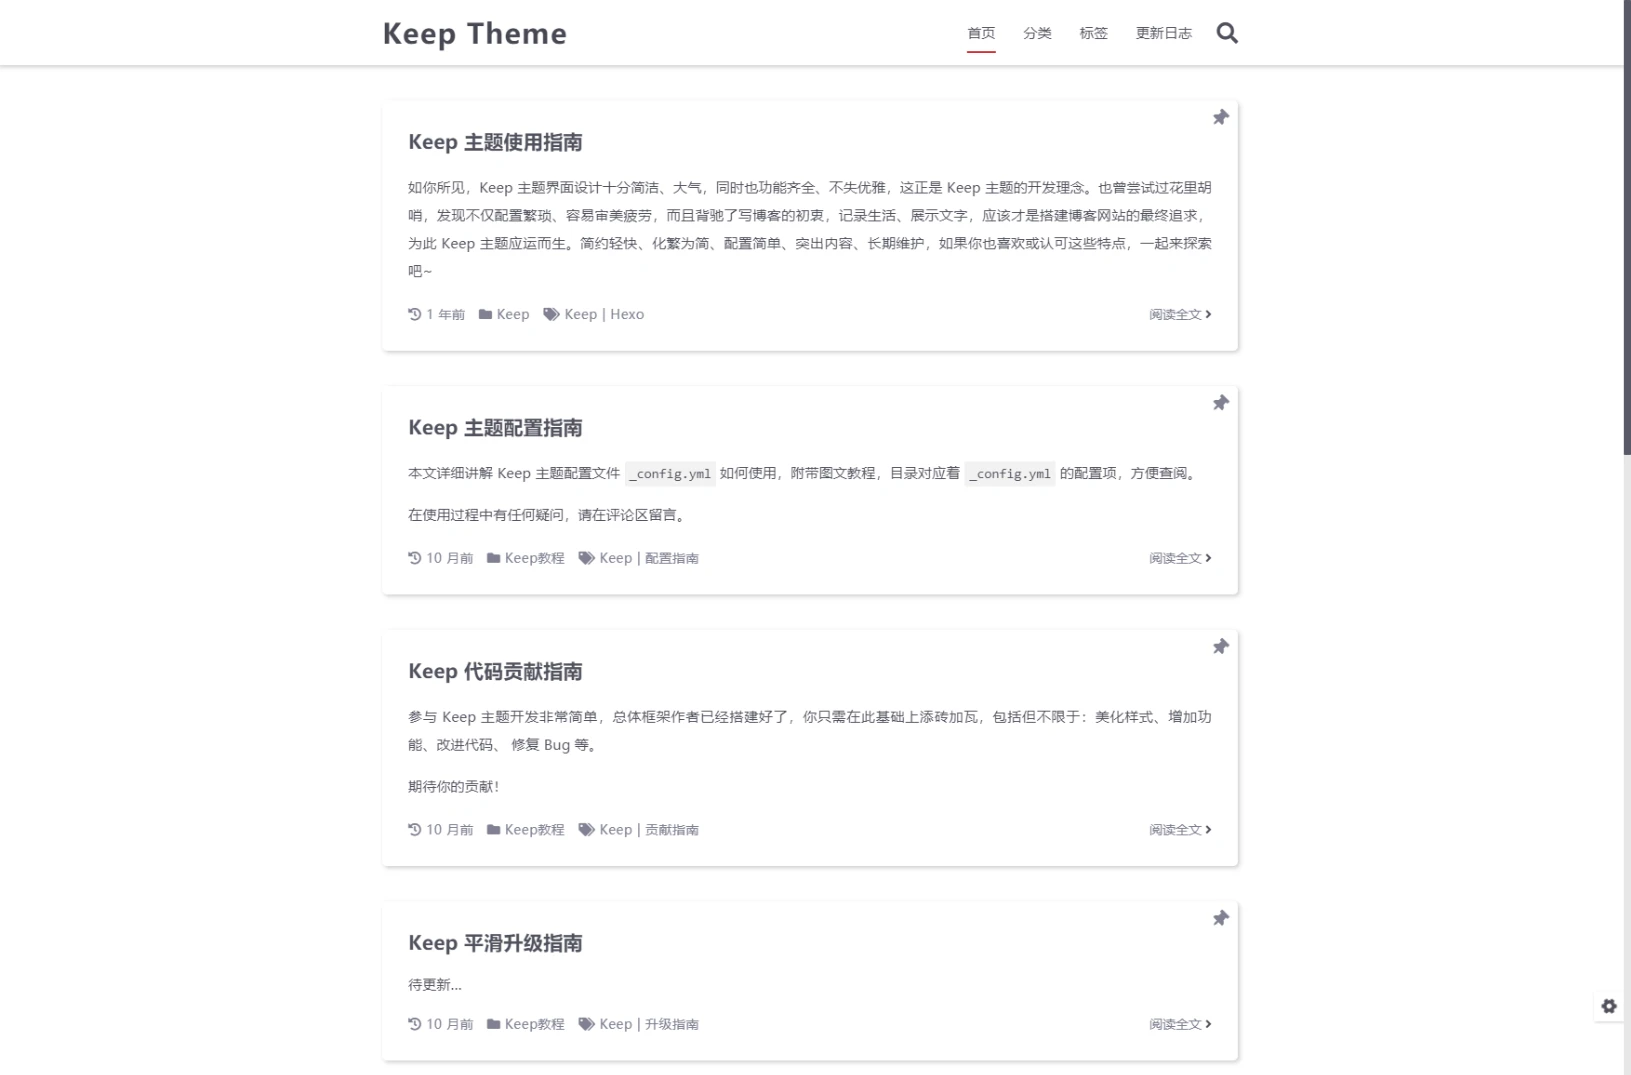 Keep Theme
首页 分类 标签 更新日志
Keep 主题使用指南
如你所见，Keep 主题界面设计十分简洁、大气，同时也功能齐全、不失优雅，这正是 Keep 主题的开发理念。也曾尝试过花里胡
哨，发现不仅配置繁琐、容易审美疲劳，而且背驰了写博客的初衷，记录生活、展示文字，应该才是搭建博客网站的最终追求，
为此 Keep 主题应运而生。简约轻快、化繁为简、配置简单、突出内容、长期维护，如果你也喜欢或认可这些特点，一起来探索
吧~
1 年前 Keep Keep | Hexo 阅读全文
Keep 主题配置指南
本文详细讲解 Keep 主题配置文件 _config.yml 如何使用，附带图文教程，目录对应着 _config.yml 的配置项，方便查阅。
在使用过程中有任何疑问，请在评论区留言。
10 月前 Keep教程 Keep | 配置指南 阅读全文
Keep 代码贡献指南
参与 Keep 主题开发非常简单，总体框架作者已经搭建好了，你只需在此基础上添砖加瓦，包括但不限于：美化样式、增加功
能、改进代码、 修复 Bug 等。
期待你的贡献！
10 月前 Keep教程 Keep | 贡献指南 阅读全文
Keep 平滑升级指南
待更新...
10 月前 Keep教程 Keep | 升级指南 阅读全文